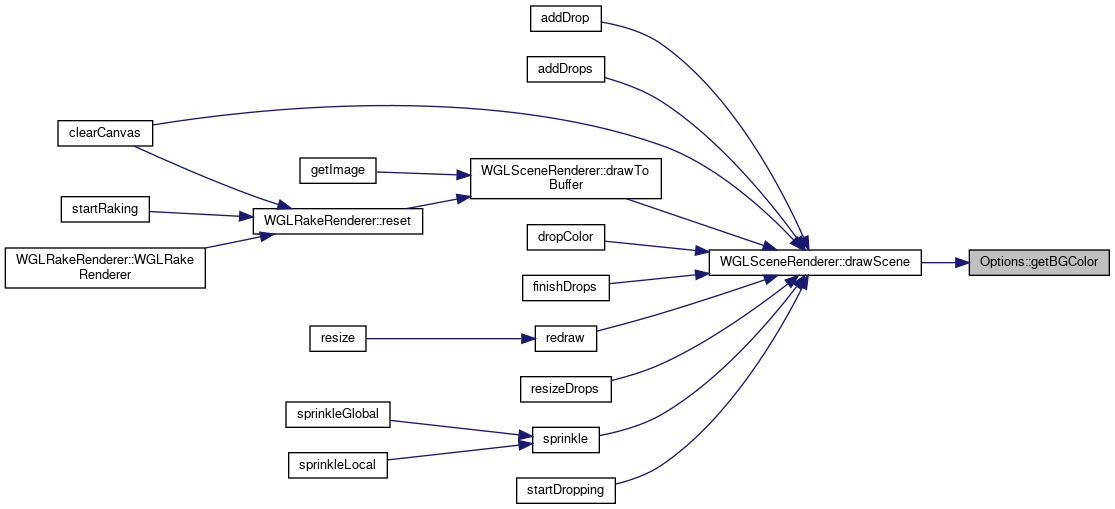 addDrop
addDrops
clearCanvas
getImage
WGLSceneRenderer::drawTo
Buffer
startRaking
WGLRakeRenderer::reset
WGLRakeRenderer::WGLRake
Renderer
dropColor
WGLSceneRenderer::drawScene
Options::getBGColor
finishDrops
resize
redraw
resizeDrops
sprinkleGlobal
sprinkle
sprinkleLocal
startDropping